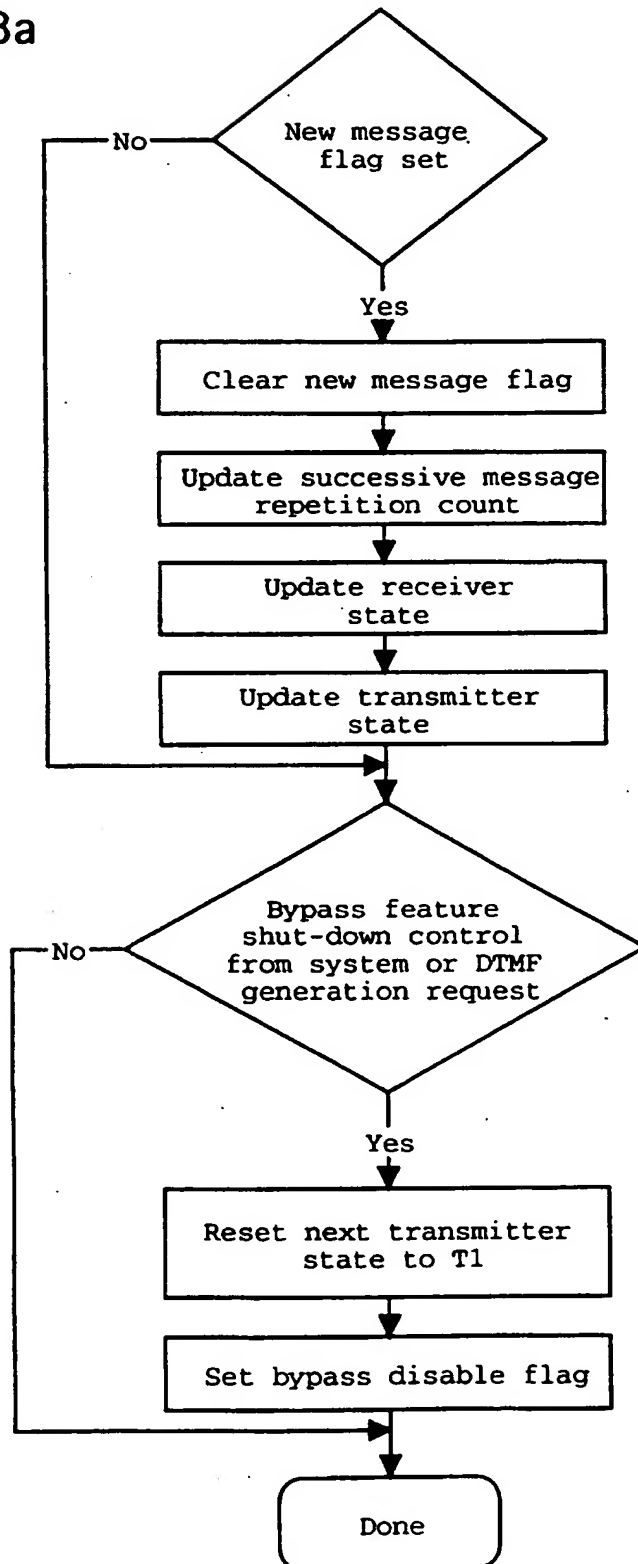 8a
New message
flag set
No
Yes
Clear new message flag
Update successive message
repetition count
Update receiver
state
Update transmitter
state
Bypass feature
shut-down control
from system or DTMF
generation request
No
Yes
Reset next transmitter
state to T1
Set bypass disable flag
Done